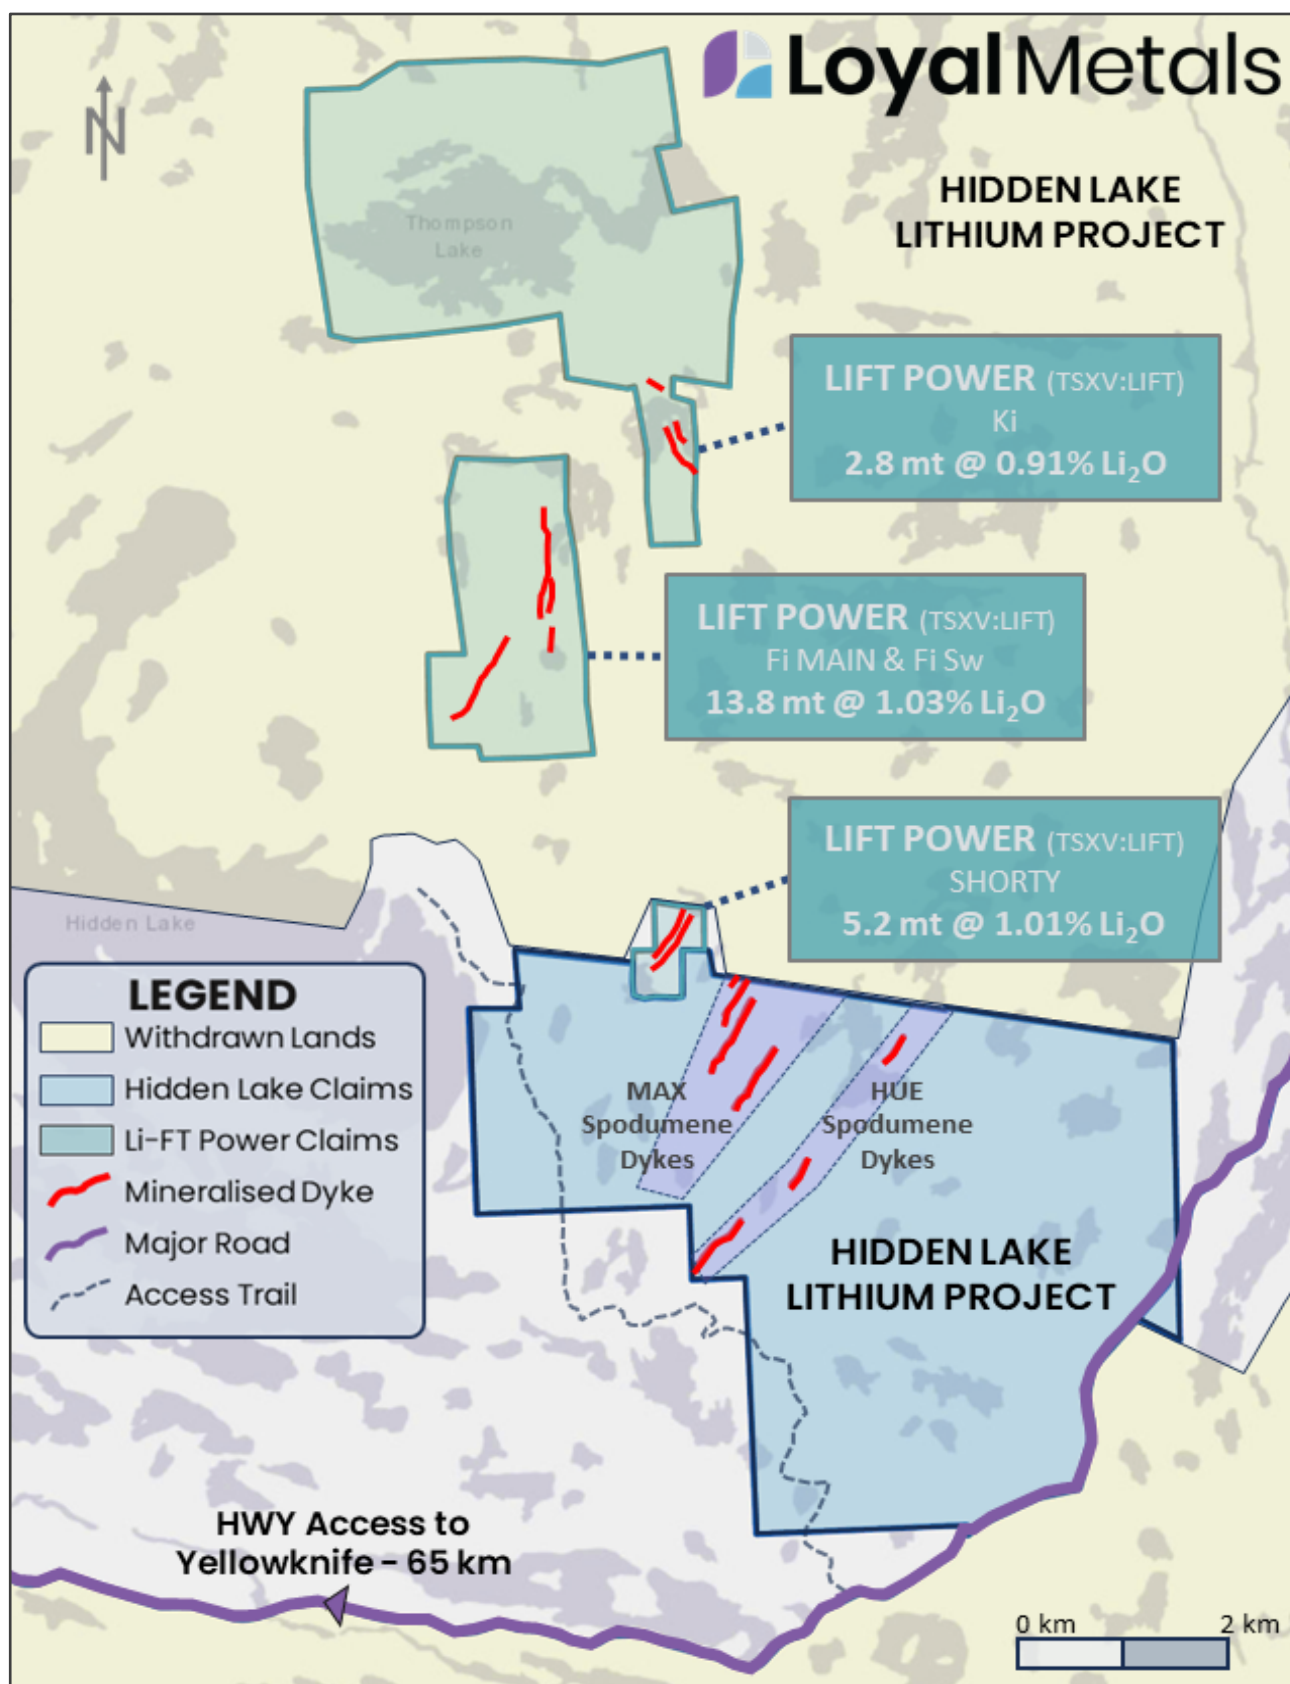 Loyal Metals
N
HIDDEN LAKE
LITHIUM PROJECT
Thompson
Lake
LIFT POWER (TSXV:LIFT)
Ki
2.8 mt @ 0.91% Li₂O
LIFT POWER (TSXV:LIFT)
Fi MAIN & Fi Sw
13.8 mt @ 1.03% Li₂O
LIFT POWER (TSXV:LIFT)
SHORTY
5.2 mt @ 1.01% Li₂O
Hidden Lake
LEGEND
Withdrawn Lands
Hidden Lake Claims
Li-FT Power Claims
Mineralised Dyke
Major Road
Access Trail
MAX
Spodumene
Dykes
HUE
Spodumene
Dykes
HIDDEN LAKE
LITHIUM PROJECT
HWY Access to
Yellowknife - 65 km
0 km 2 km